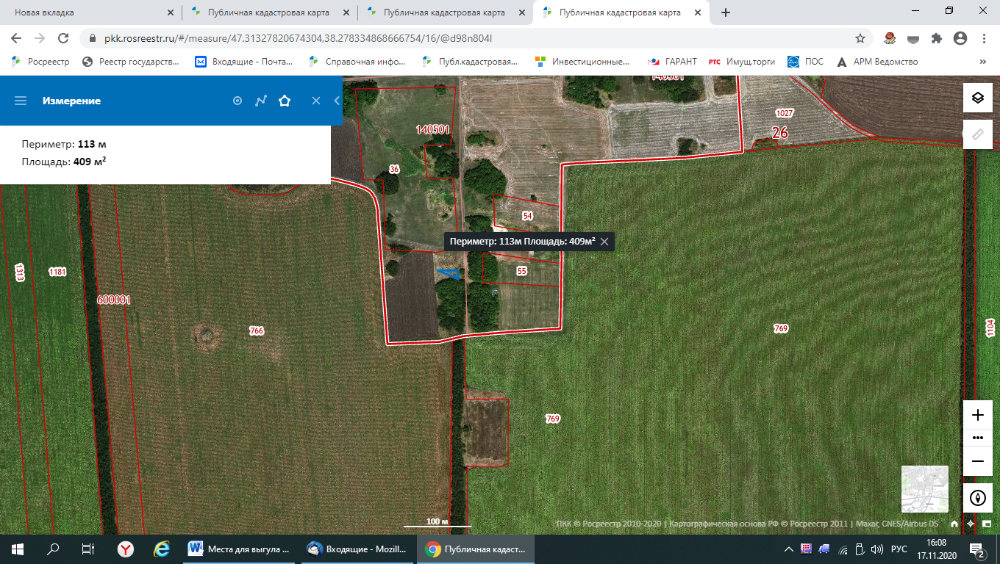 Новая вкладка
Публичная кадастровая карта
Публичная кадастровая карта
Публичная кадастровая карта
pkk.rosreestr.ru/#/measure/47.31327820674304,38.278334868666754/16/@d98n804l
Росреестр
Реестр государств...
Входящие - Почта...
Справочная инфо...
Публ.кадастровая...
Инвестиционные...
ГАРАНТ
РТС Имущ.торги
ПОС
АРМ Ведомство
»
Измерение
Периметр: 113 м
Площадь: 409 м²
140501
140501
1027
26
36
54
Периметр: 113м Площадь: 409м²
55
1313
1181
600001
766
769
1104
769
100 м
ПКК © Росреестр 2010-2020 | Картографическая основа РФ © Росреестр 2011 | Maxar, CNES/Airbus DS
Места для выгула ...
Входящие - Mozill...
Публичная кадаст...
РУС
16:08
17.11.2020
2